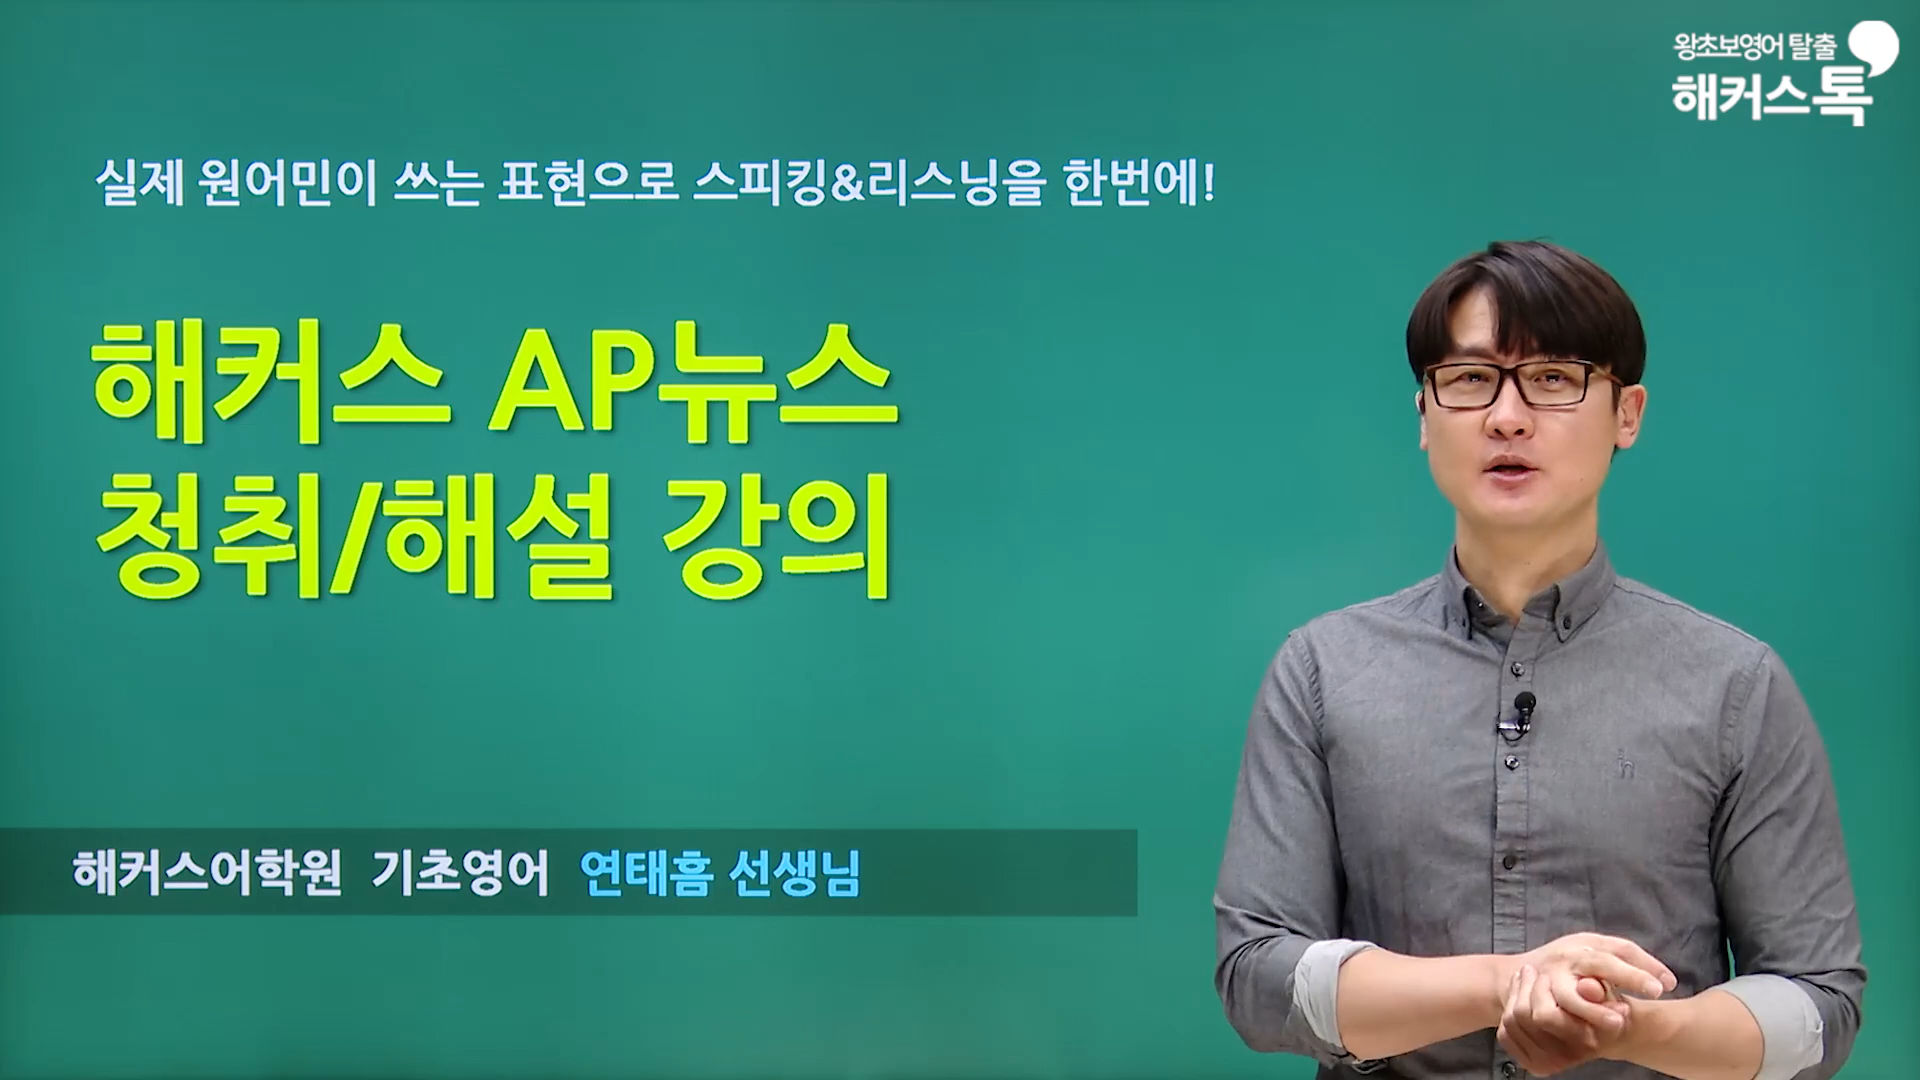 왕초보영어 탈출
해커스톡
실제 원어민이 쓰는 표현으로 스피킹&리스닝을 한번에!
해커스 AP뉴스
청취/해설 강의
해커스어학원 기초영어 연태흠 선생님